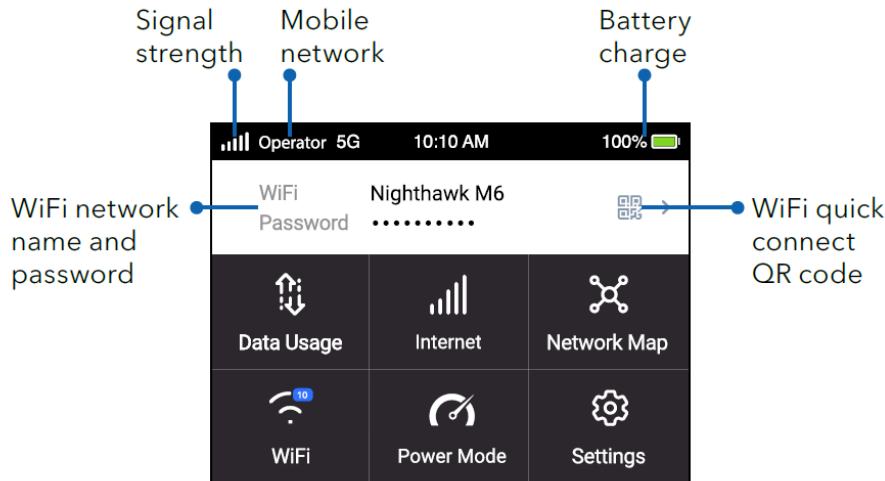 Signal
strength
Mobile
network
Battery
charge
Operator 5G 10:10 AM 100%
WiFi Nighthawk M6
Password ••••••••••
WiFi network
name and
password
WiFi quick
connect
QR code
Data Usage Internet Network Map
10
WiFi Power Mode Settings